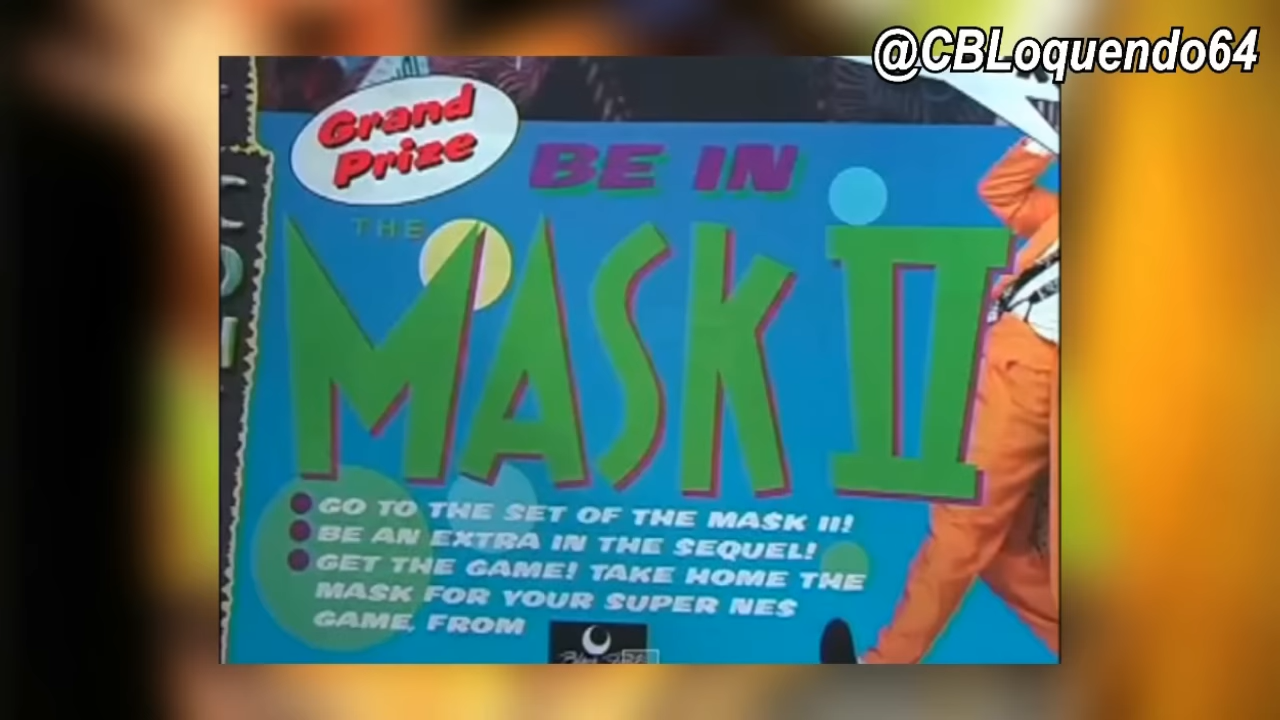 @CBLoquendo64
Grand
Prize
BE IN
THE
MASK II
GO TO THE SET OF THE MASK II!
BE AN EXTRA IN THE SEQUEL!
GET THE GAME! TAKE HOME THE
MASK FOR YOUR SUPER NES
GAME, FROM